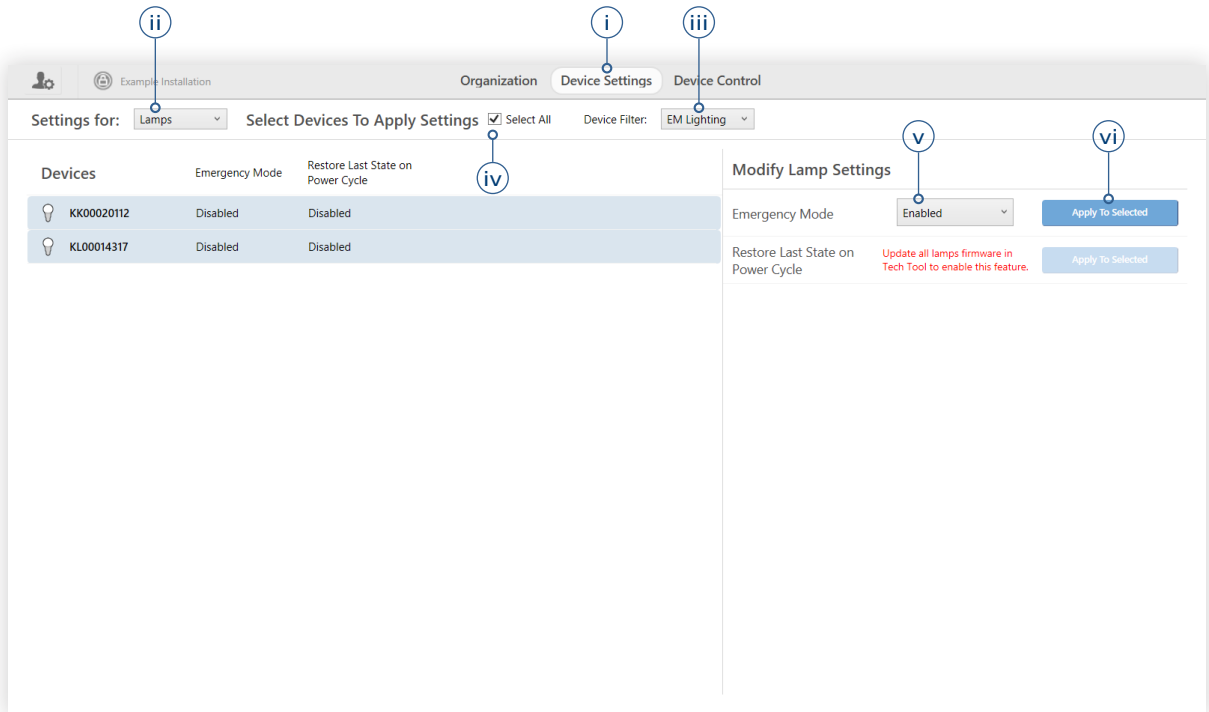 ii
i
iii
Example Installation
Organization
Device Settings
Device Control
Settings for:
Lamps
Select Devices To Apply Settings
Select All
Device Filter:
EM Lighting
iv
v
vi
Devices
Emergency Mode
Restore Last State on
Power Cycle
KK00020112
Disabled
Disabled
KL00014317
Disabled
Disabled
Modify Lamp Settings
Emergency Mode
Enabled
Apply To Selected
Restore Last State on
Power Cycle
Update all lamps firmware in
Tech Tool to enable this feature.
Apply To Selected